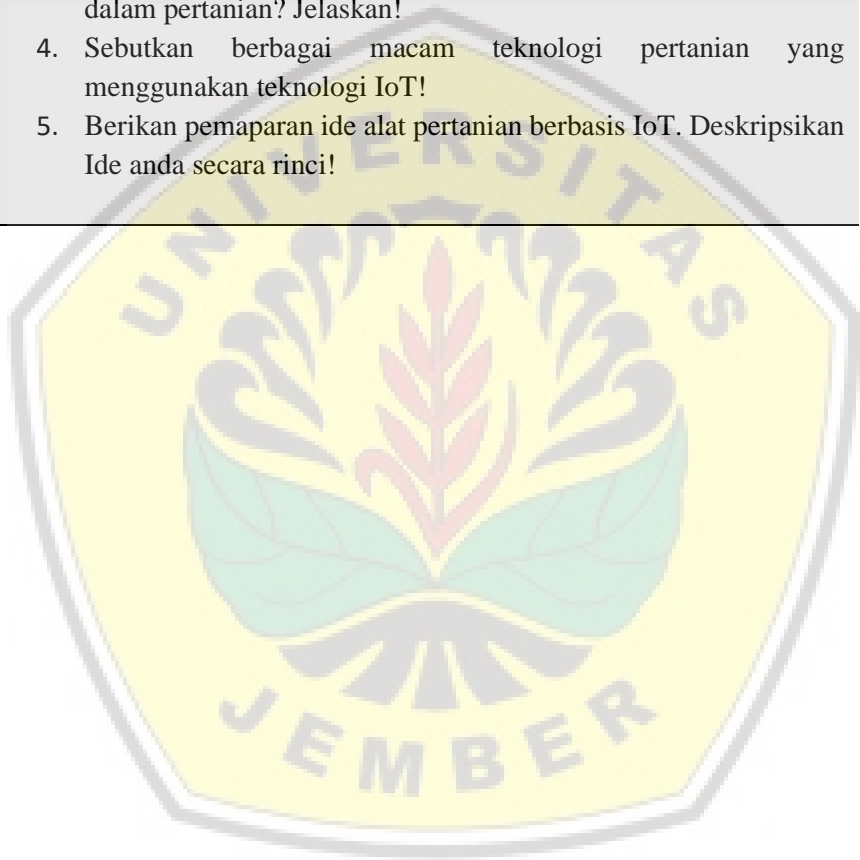 dalam pertanian? Jelaskan!
4. Sebutkan berbagai macam teknologi pertanian yang
menggunakan teknologi IoT!
5. Berikan pemaparan ide alat pertanian berbasis IoT. Deskripsikan
Ide anda secara rinci!
UNIVERSITAS
JEMBER